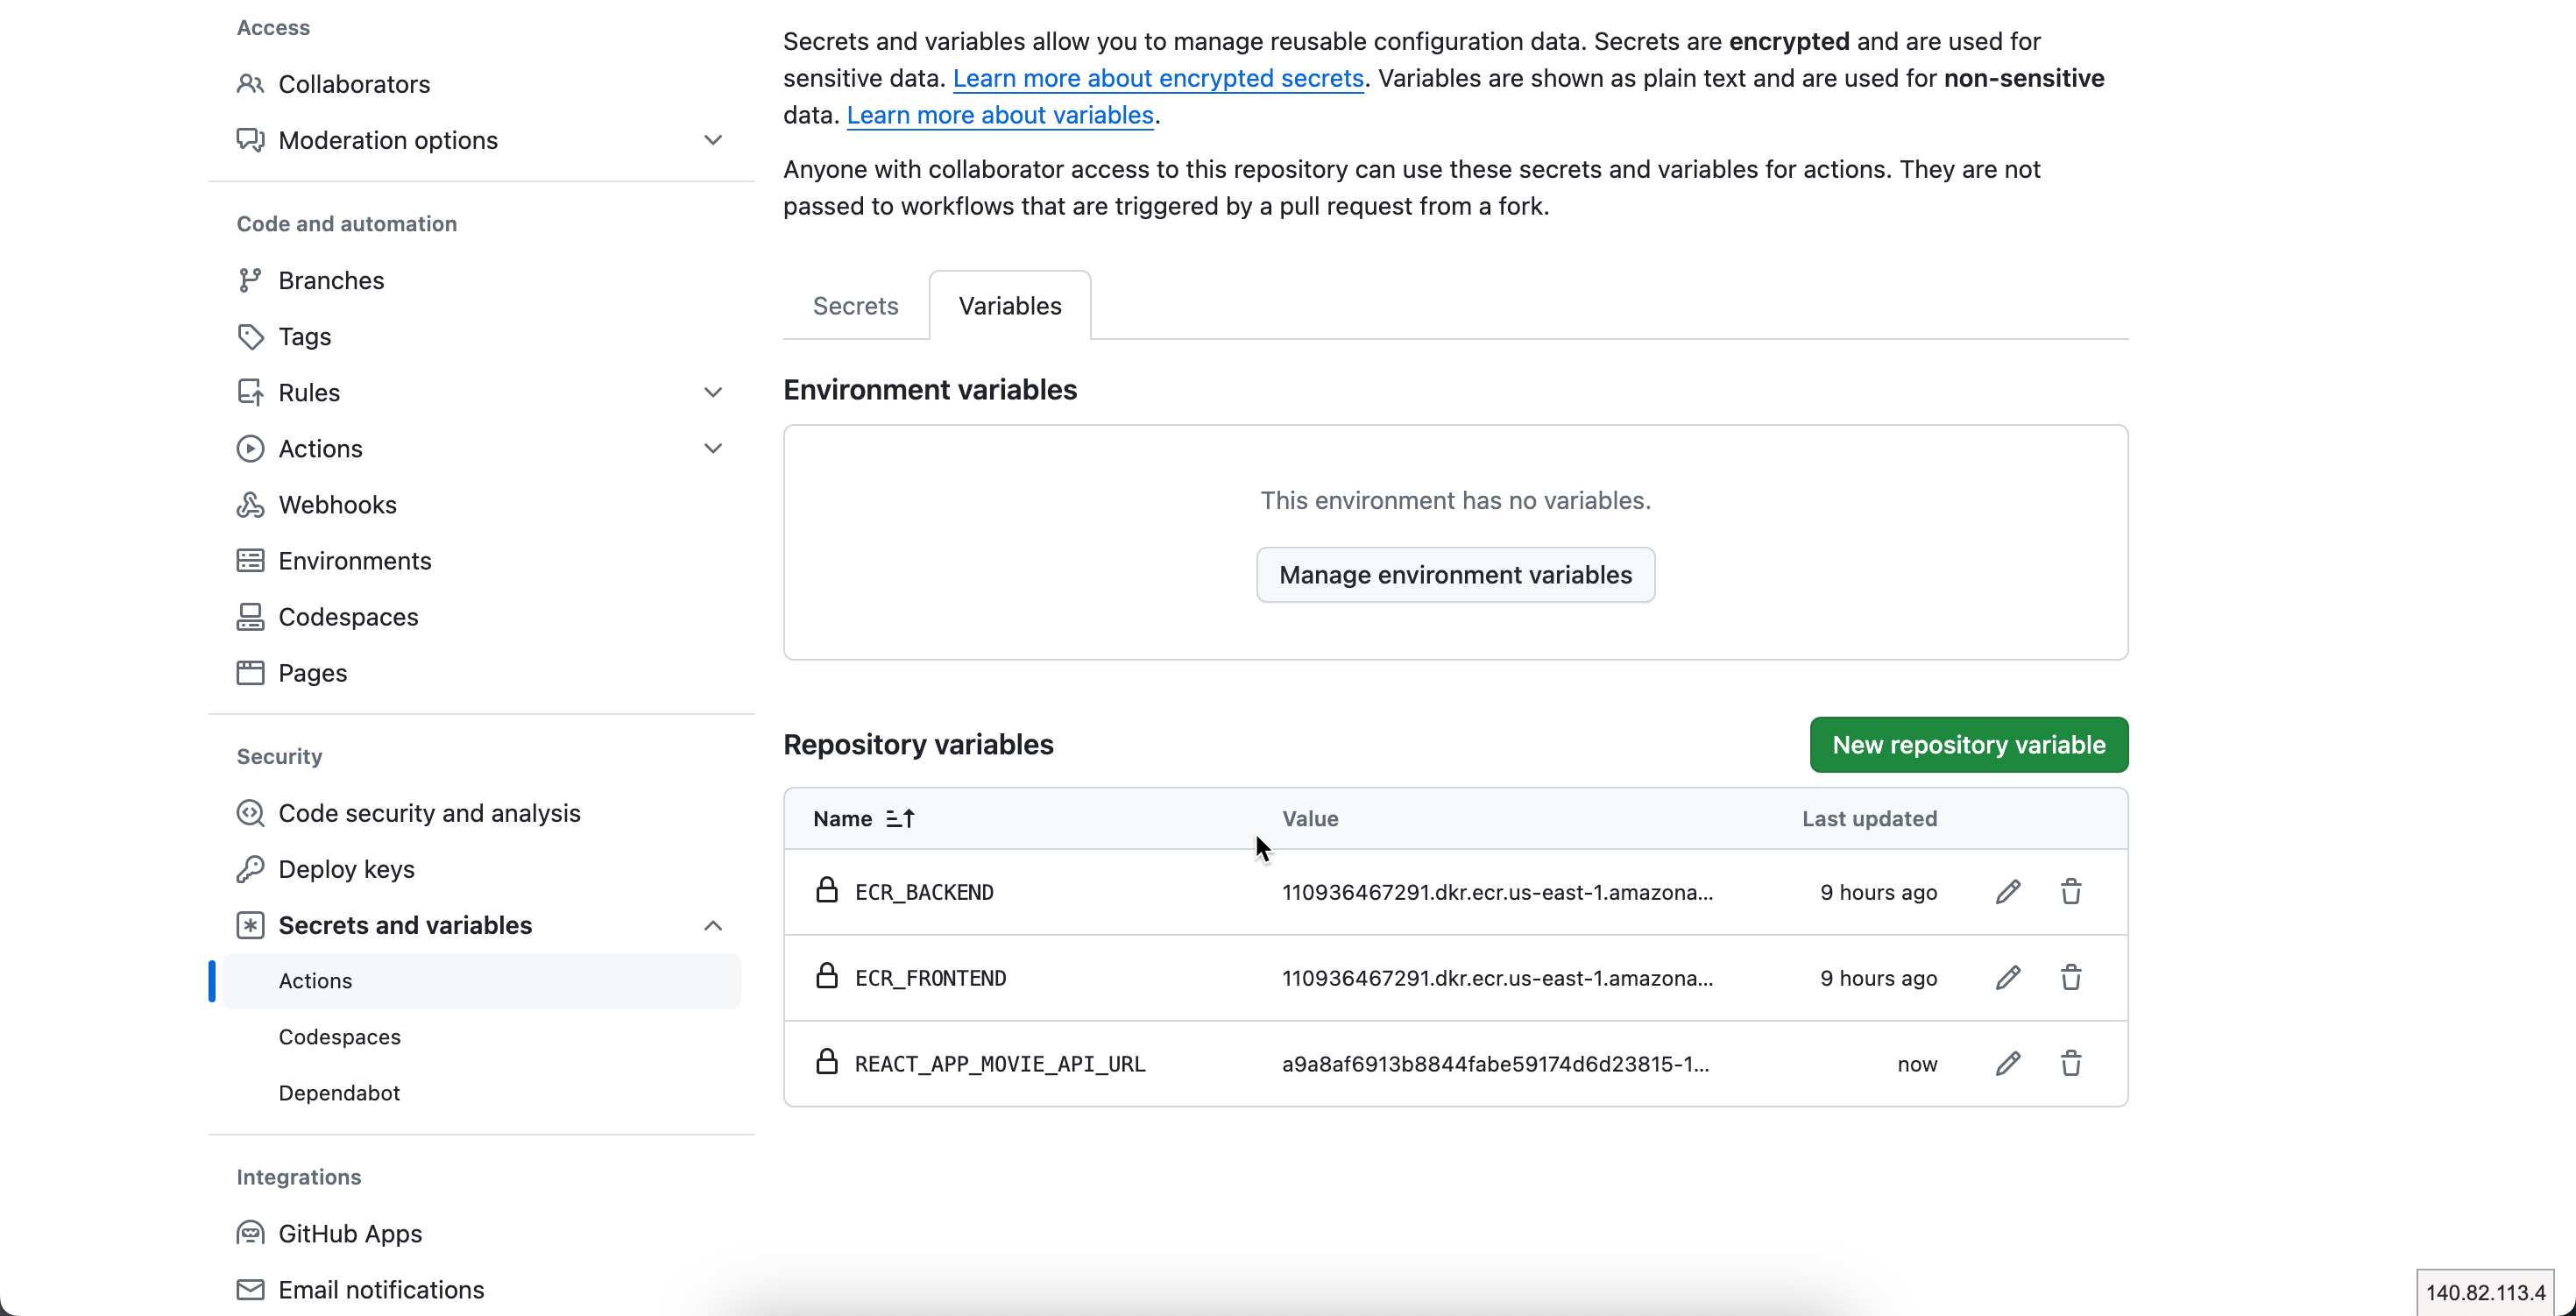 Access
Collaborators
Moderation options
Code and automation
Branches
Tags
Rules
Actions
Webhooks
Environments
Codespaces
Pages
Security
Code security and analysis
Deploy keys
Secrets and variables
Actions
Codespaces
Dependabot
Integrations
GitHub Apps
Email notifications
Secrets and variables allow you to manage reusable configuration data. Secrets are encrypted and are used for
sensitive data. Learn more about encrypted secrets. Variables are shown as plain text and are used for non-sensitive
data. Learn more about variables.
Anyone with collaborator access to this repository can use these secrets and variables for actions. They are not
passed to workflows that are triggered by a pull request from a fork.
Secrets Variables
Environment variables
This environment has no variables.
Manage environment variables
Repository variables New repository variable
Name Value Last updated
ECR_BACKEND 110936467291.dkr.ecr.us-east-1.amazona... 9 hours ago
ECR_FRONTEND 110936467291.dkr.ecr.us-east-1.amazona... 9 hours ago
REACT_APP_MOVIE_API_URL a9a8af6913b8844fabe59174d6d23815-1... now
140.82.113.4